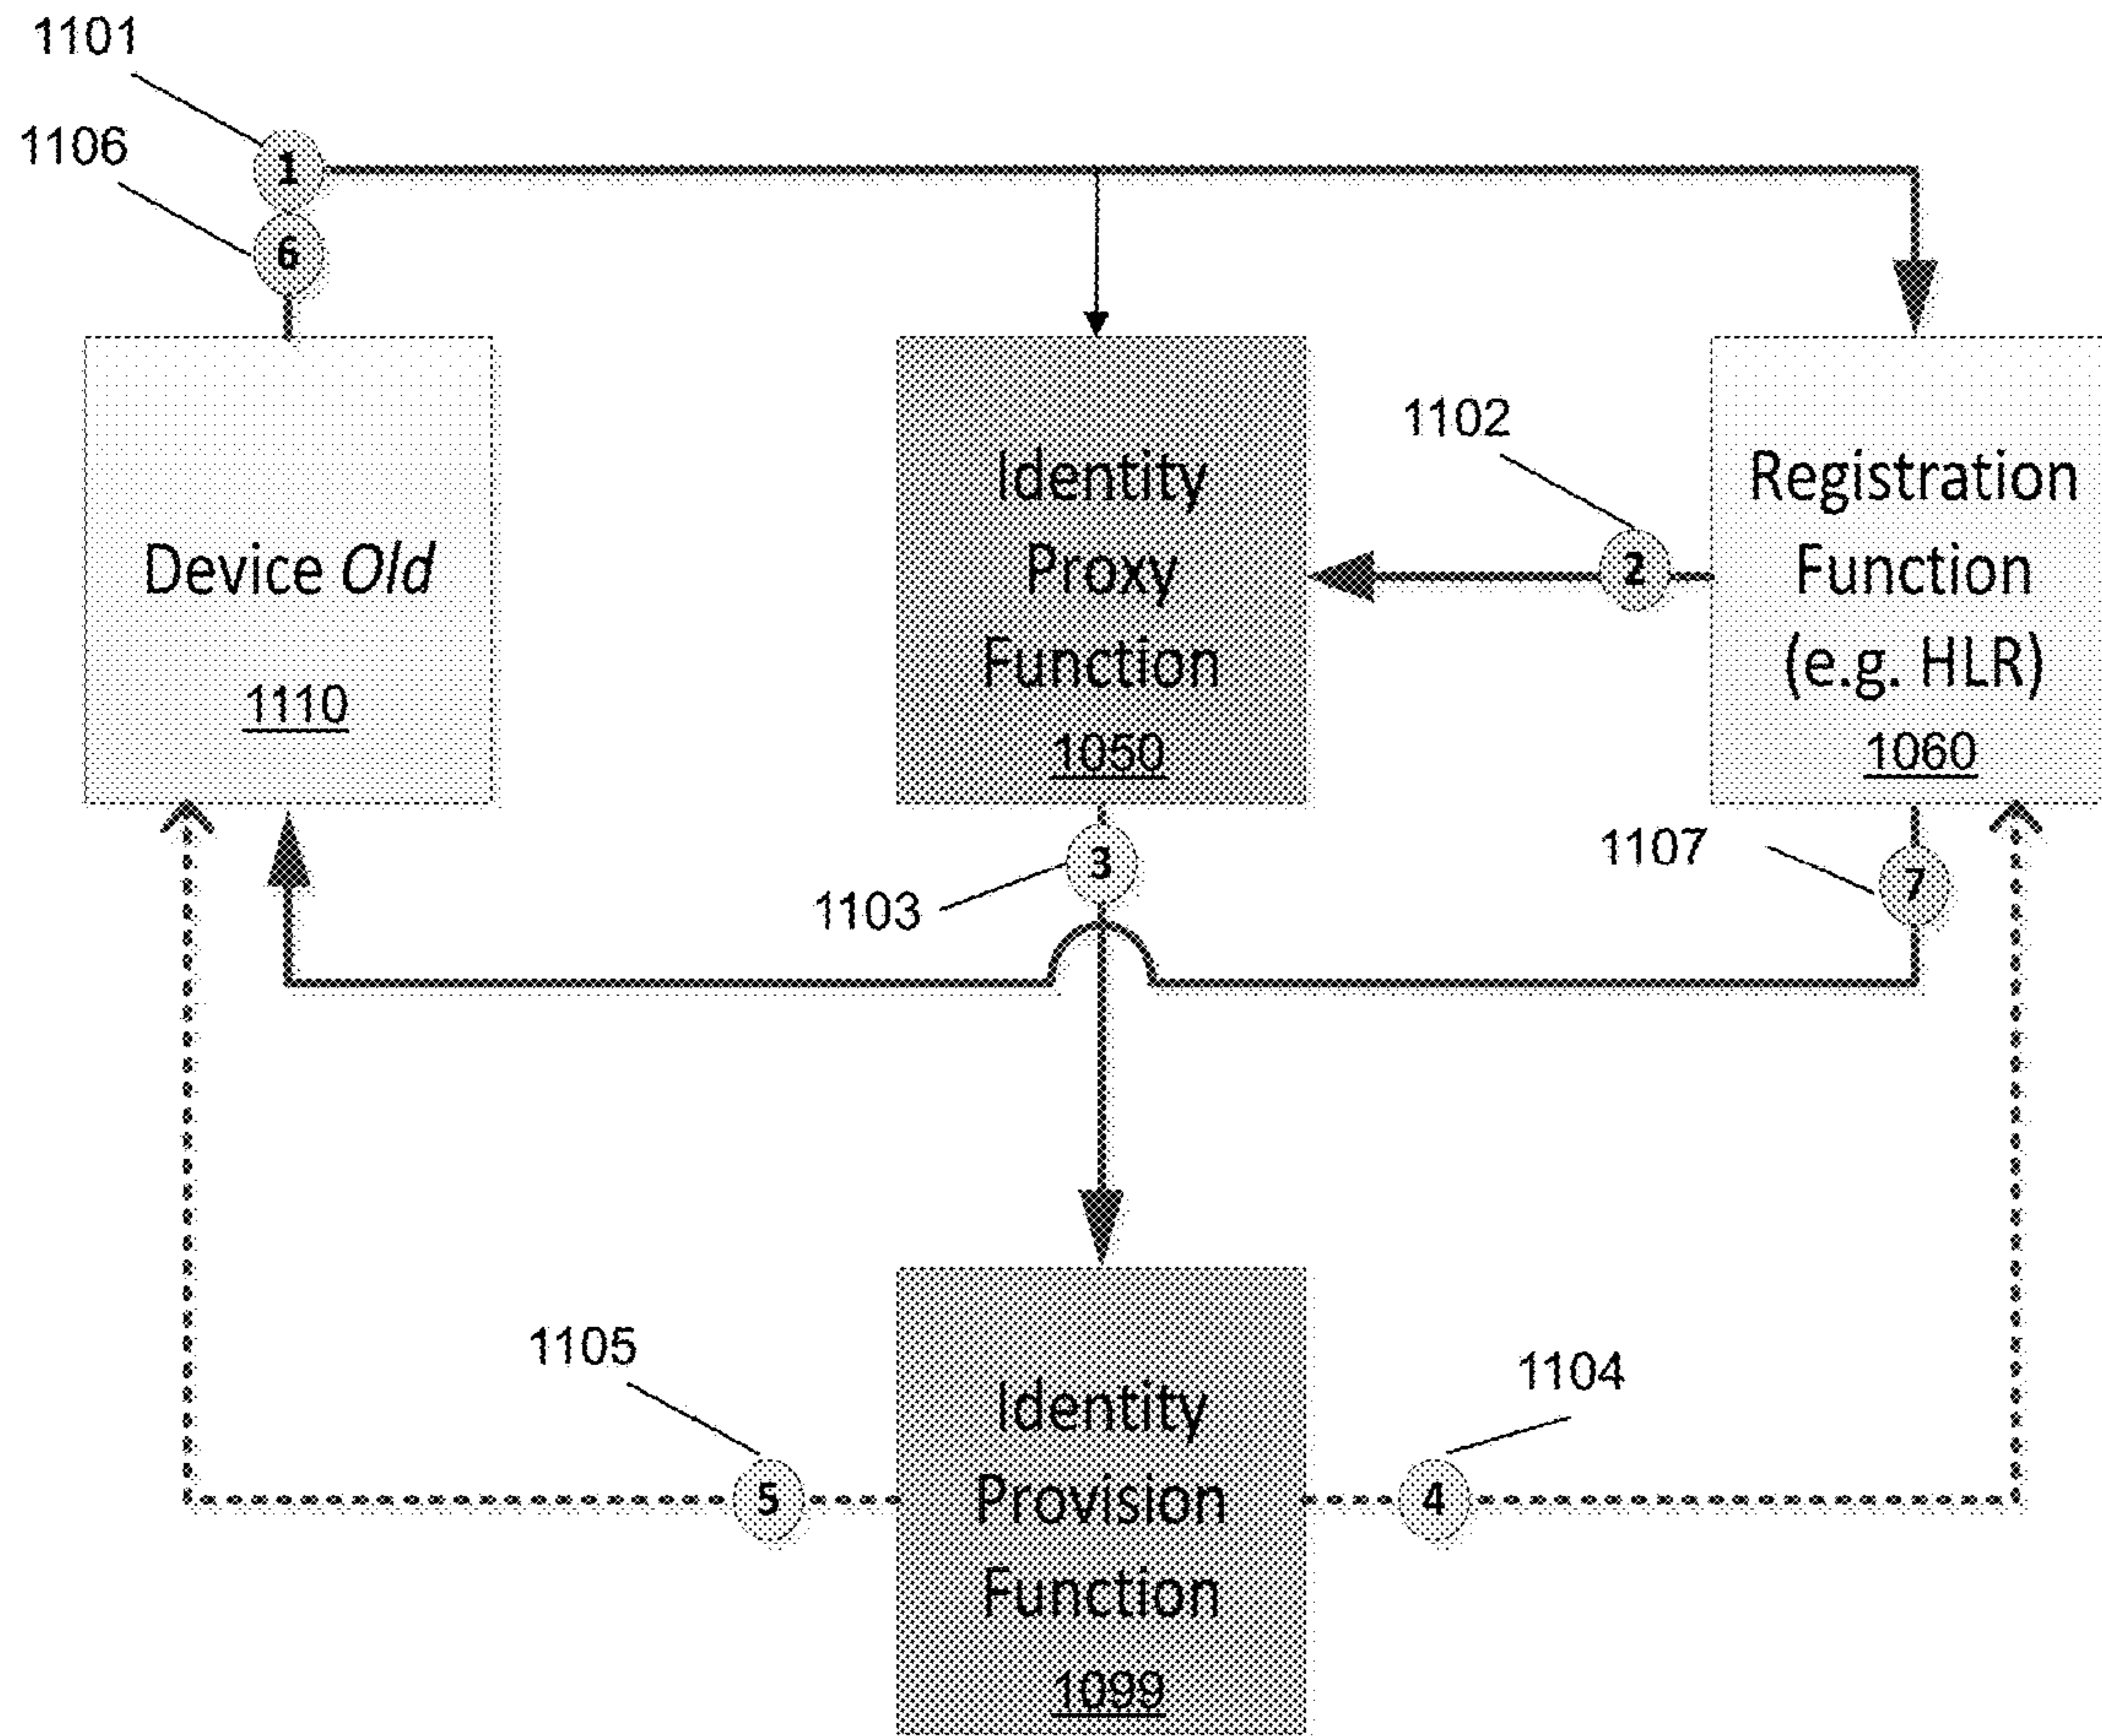 1101
1106
1
6
Device Old
1110
Identity
Proxy
Function
1050
1102
2
Registration
Function
(e.g. HLR)
1060
1103
3
1107
7
1105
5
Identity
Provision
Function
1099
1104
4